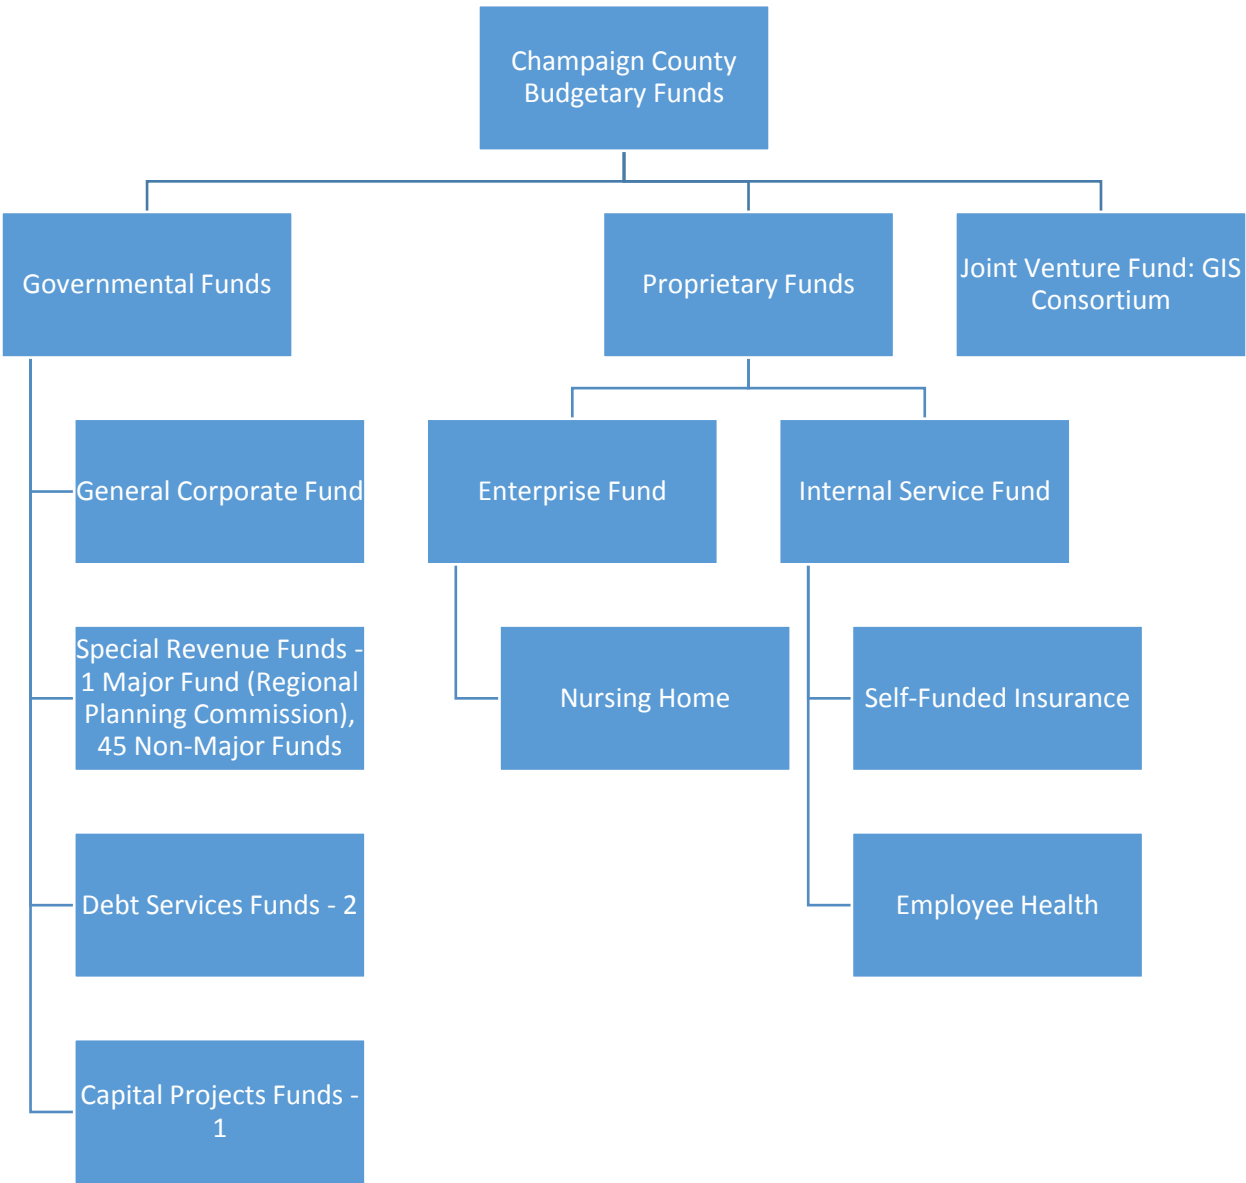 Champaign County
Budgetary Funds
Governmental Funds
Proprietary Funds
Joint Venture Fund: GIS
Consortium
General Corporate Fund
Enterprise Fund
Internal Service Fund
Special Revenue Funds -
1 Major Fund (Regional
Planning Commission),
45 Non-Major Funds
Nursing Home
Self-Funded Insurance
Debt Services Funds - 2
Employee Health
Capital Projects Funds -
1